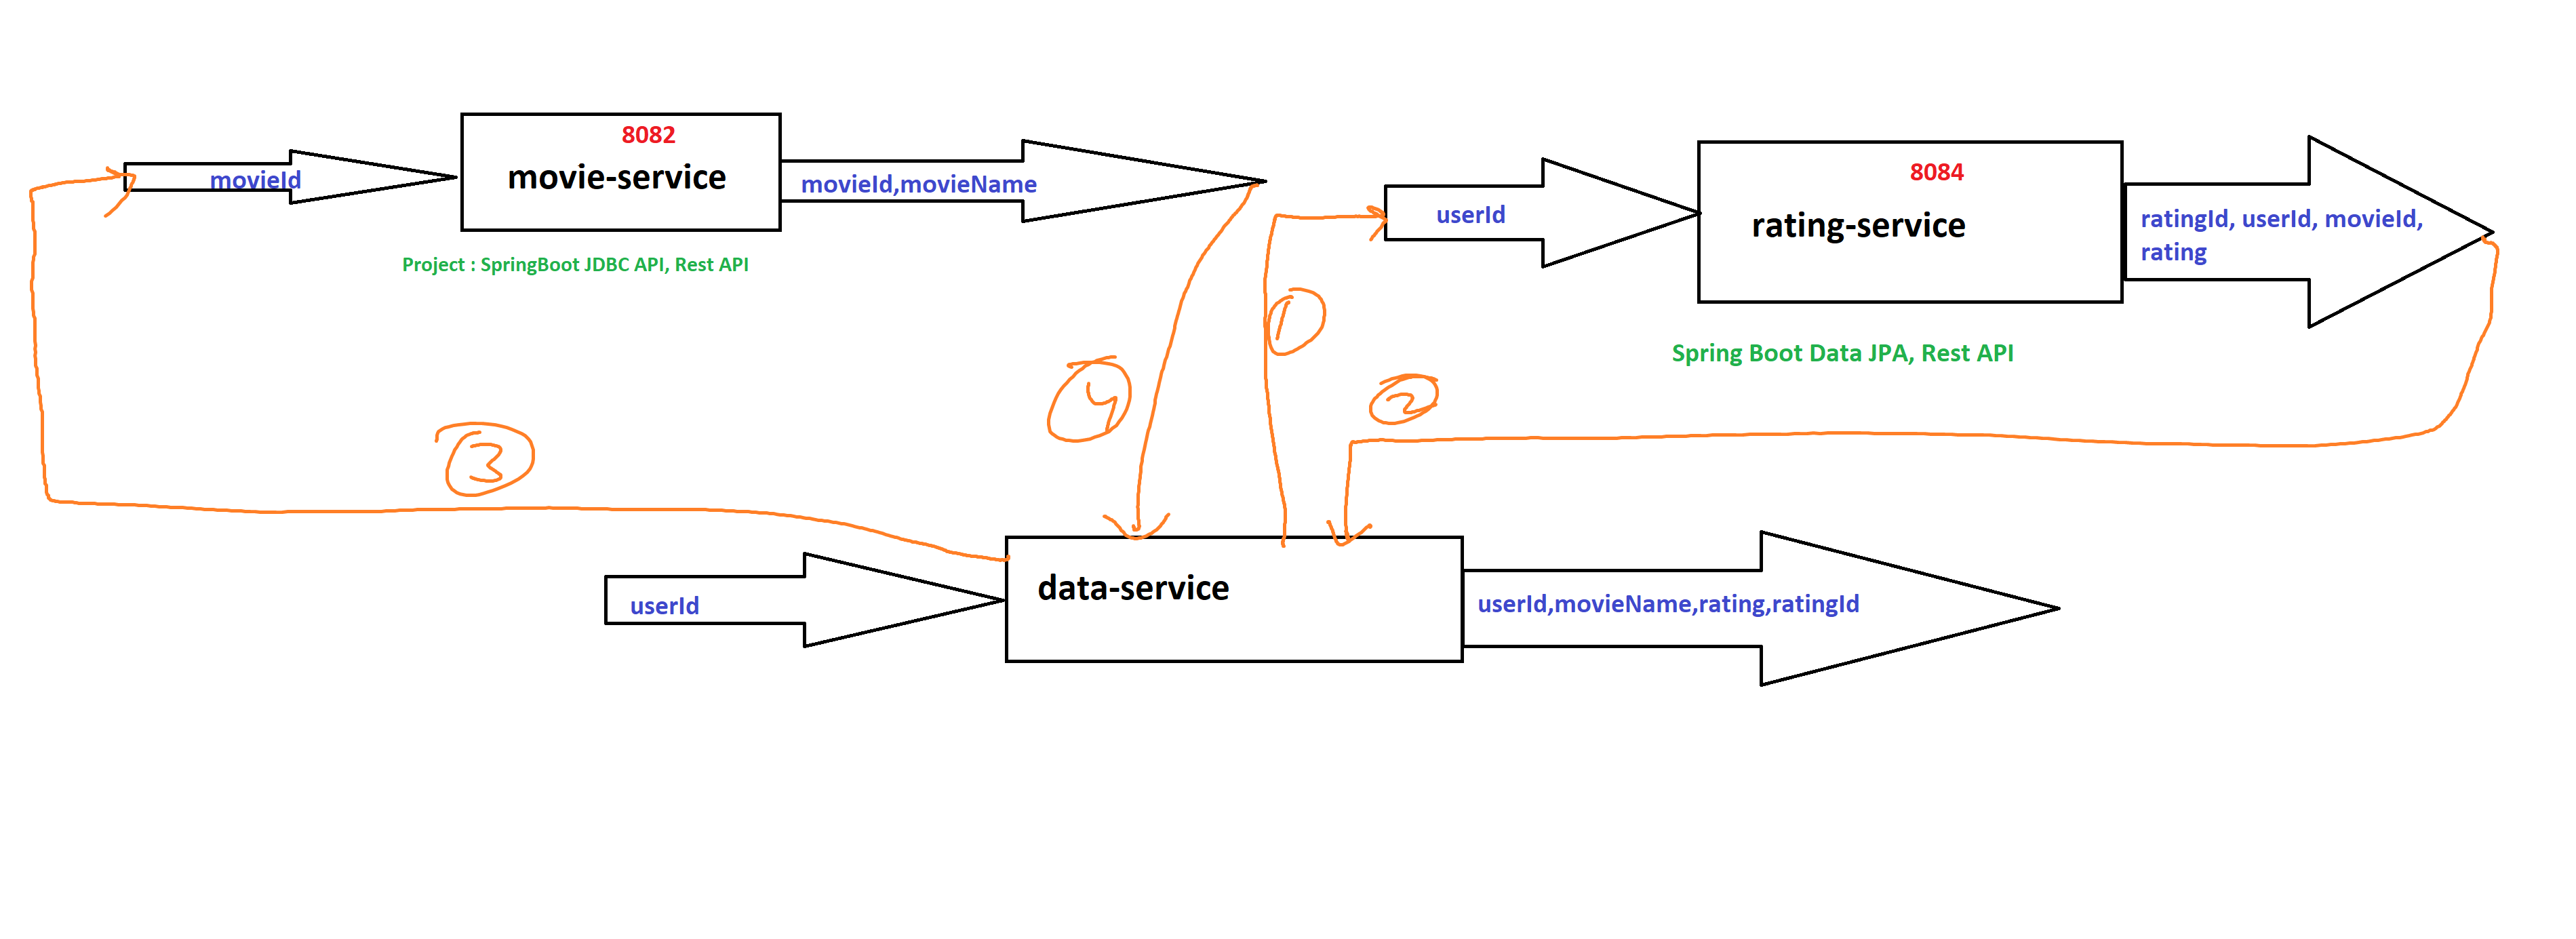 8082
movie-service
movieId
movieId,movieName
Project : SpringBoot JDBC API, Rest API
8084
rating-service
userId
ratingId, userId, movieId,
rating
Spring Boot Data JPA, Rest API
1
2
3
4
data-service
userId
userId,movieName,rating,ratingId